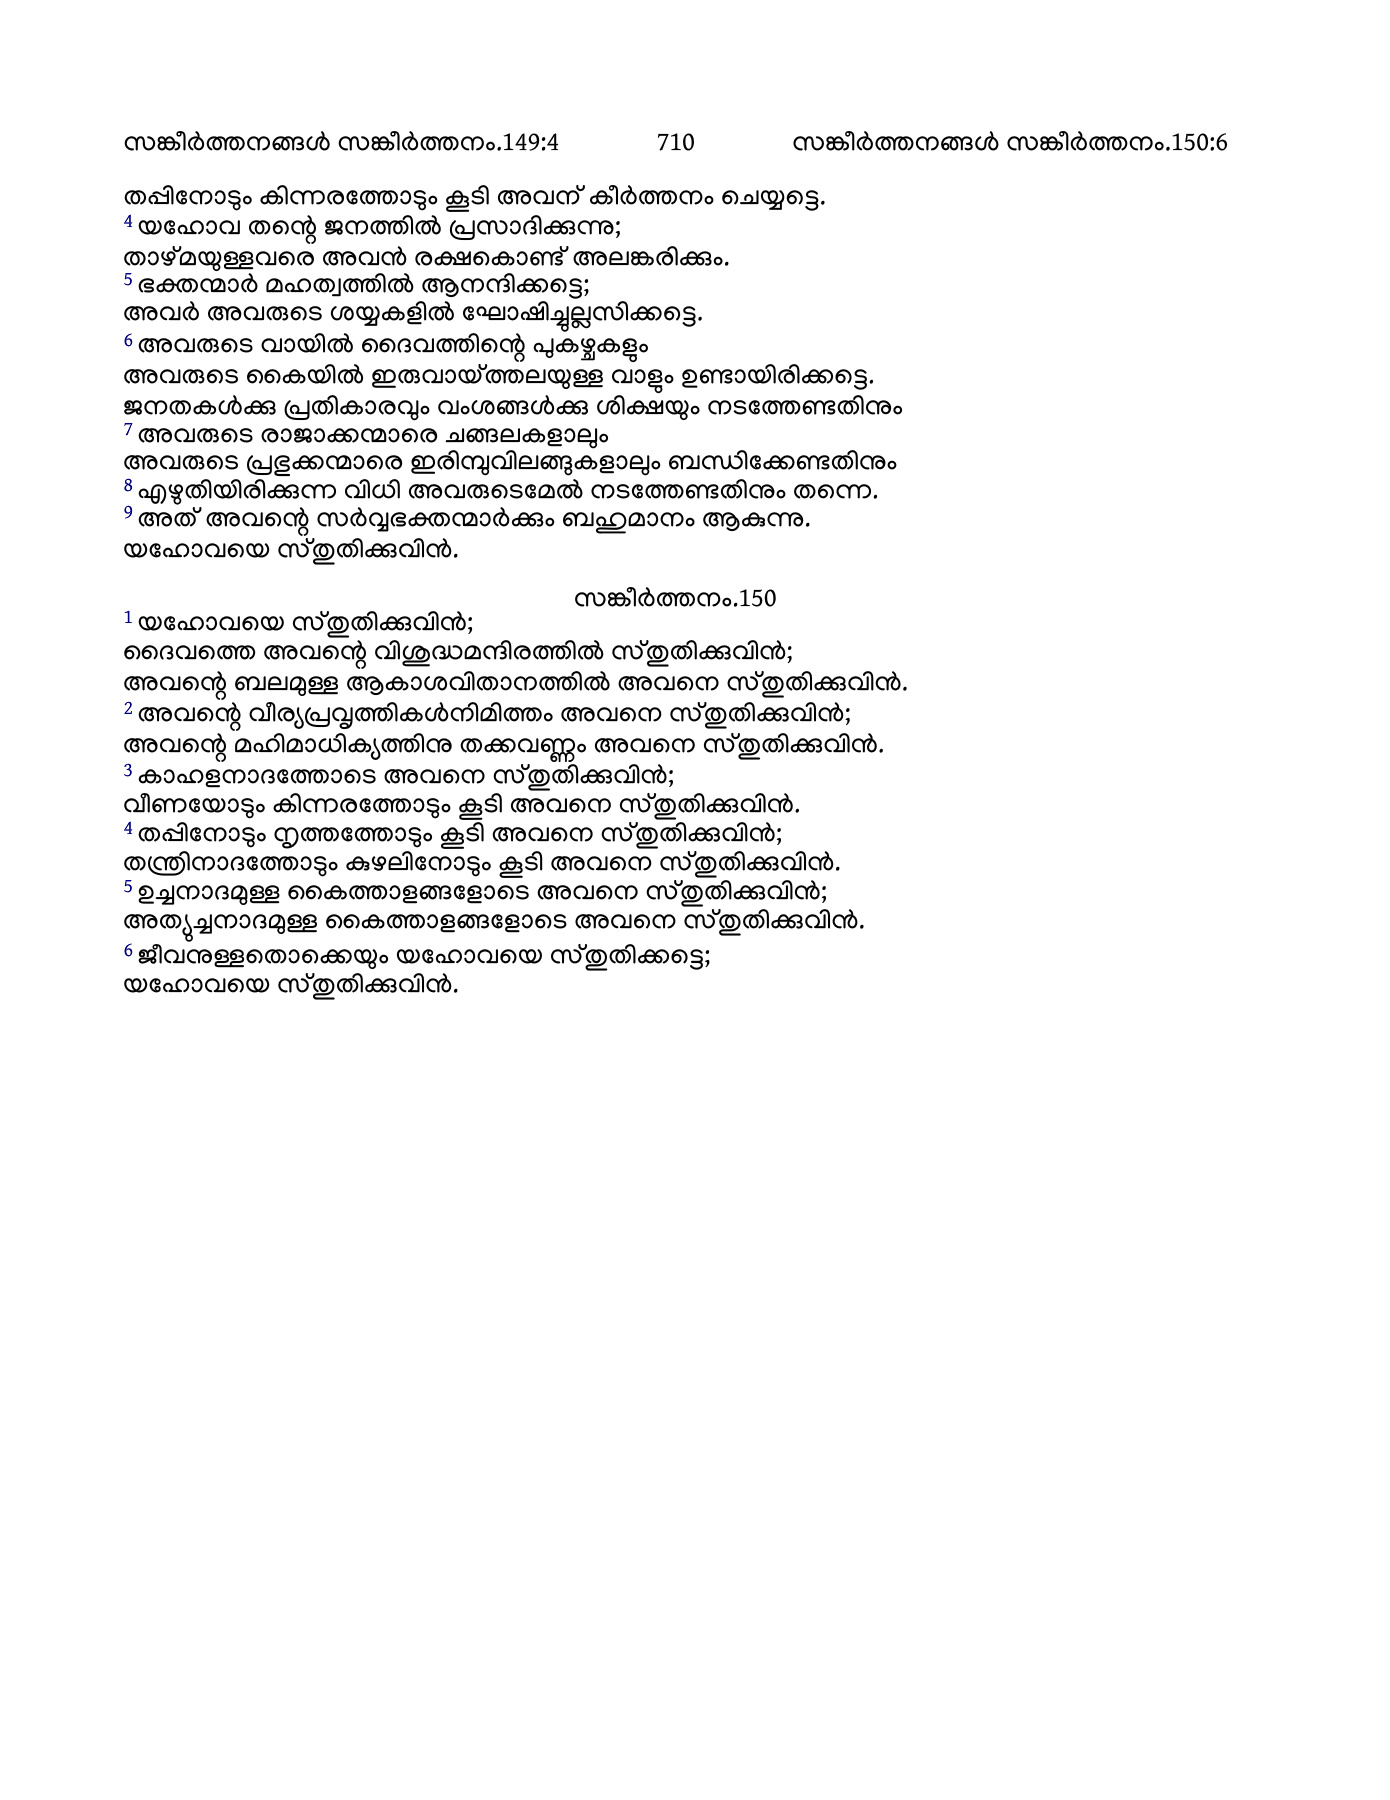 സങ്കീർത്തനങ്ങൾ സങ്കീർത്തനം.149:4 710 സങ്കീർത്തനങ്ങൾ സങ്കീർത്തനം.150:6
തപ്പിനോടും കിന്നരത്തോടും കൂടി അവന് കീർത്തനം ചെയ്യട്ടെ.
4 യഹോവ തന്റെ ജനത്തിൽ പ്രസാദിക്കുന്നു;
താഴ്മയുള്ളവരെ അവൻ രക്ഷകൊണ്ട് അലങ്കരിക്കും.
5 ഭക്തന്മാർ മഹത്വത്തിൽ ആനന്ദിക്കട്ടെ;
അവർ അവരുടെ ശയ്യകളിൽ ഘോഷിച്ചുല്ലസിക്കട്ടെ.
6 അവരുടെ വായിൽ ദൈവത്തിന്റെ പുകഴ്ചകളും
അവരുടെ കൈയിൽ ഇരുവായ്ത്തലയുള്ള വാളും ഉണ്ടായിരിക്കട്ടെ.
ജനതകൾക്കു പ്രതികാരവും വംശങ്ങൾക്കു ശിക്ഷയും നടത്തേണ്ടതിനും
7 അവരുടെ രാജാക്കന്മാരെ ചങ്ങലകളാലും
അവരുടെ പ്രഭുക്കന്മാരെ ഇരിമ്പുവിലങ്ങുകളാലും ബന്ധിക്കേണ്ടതിനും
8 എഴുതിയിരിക്കുന്ന വിധി അവരുടെമേൽ നടത്തേണ്ടതിനും തന്നെ.
9 അത് അവന്റെ സർവ്വഭക്തന്മാർക്കും ബഹുമാനം ആകുന്നു.
യഹോവയെ സ്തുതിക്കുവിൻ.
സങ്കീർത്തനം.150
1 യഹോവയെ സ്തുതിക്കുവിൻ;
ദൈവത്തെ അവന്റെ വിശുദ്ധമന്ദിരത്തിൽ സ്തുതിക്കുവിൻ;
അവന്റെ ബലമുള്ള ആകാശവിതാനത്തിൽ അവനെ സ്തുതിക്കുവിൻ.
2 അവന്റെ വീര്യപ്രവൃത്തികൾനിമിത്തം അവനെ സ്തുതിക്കുവിൻ;
അവന്റെ മഹിമാധിക്യത്തിനു തക്കവണ്ണം അവനെ സ്തുതിക്കുവിൻ.
3 കാഹളനാദത്തോടെ അവനെ സ്തുതിക്കുവിൻ;
വീണയോടും കിന്നരത്തോടും കൂടി അവനെ സ്തുതിക്കുവിൻ.
4 തപ്പിനോടും നൃത്തത്തോടും കൂടി അവനെ സ്തുതിക്കുവിൻ;
തന്ത്രിനാദത്തോടും കുഴലിനോടും കൂടി അവനെ സ്തുതിക്കുവിൻ.
5 ഉച്ചനാദമുള്ള കൈത്താളങ്ങളോടെ അവനെ സ്തുതിക്കുവിൻ;
അത്യുച്ചനാദമുള്ള കൈത്താളങ്ങളോടെ അവനെ സ്തുതിക്കുവിൻ.
6 ജീവനുള്ളതൊക്കെയും യഹോവയെ സ്തുതിക്കട്ടെ;
യഹോവയെ സ്തുതിക്കുവിൻ.